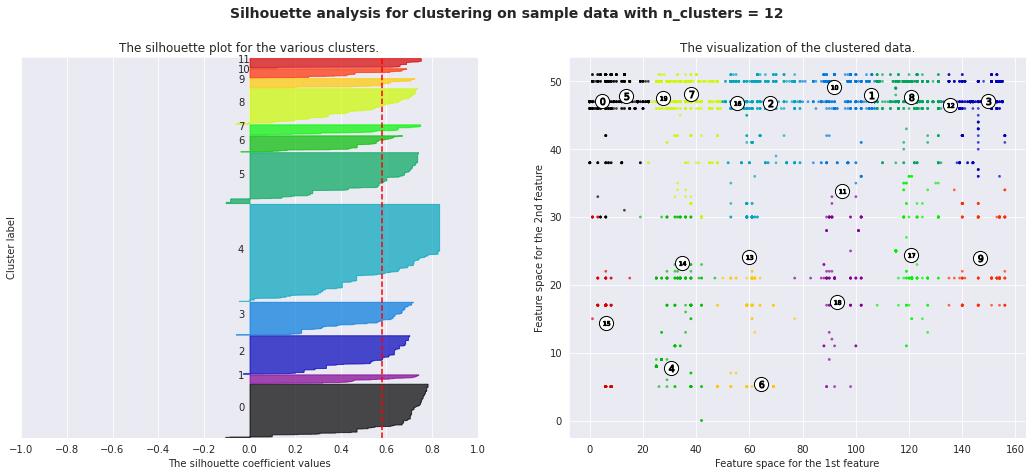 Silhouette analysis for clustering on sample data with n_clusters = 12
The silhouette plot for the various clusters.
Cluster label
11
10
9
8
7
6
5
4
3
2
1
0
−1.0 −0.8 −0.6 −0.4 −0.2 0.0 0.2 0.4 0.6 0.8 1.0
The silhouette coefficient values
The visualization of the clustered data.
Feature space for the 2nd feature
50
40
30
20
10
0
0 5 19 7 16 2 10 1 8 12 3
11
14 13 17 9
15 18
4 6
0 20 40 60 80 100 120 140 160
Feature space for the 1st feature